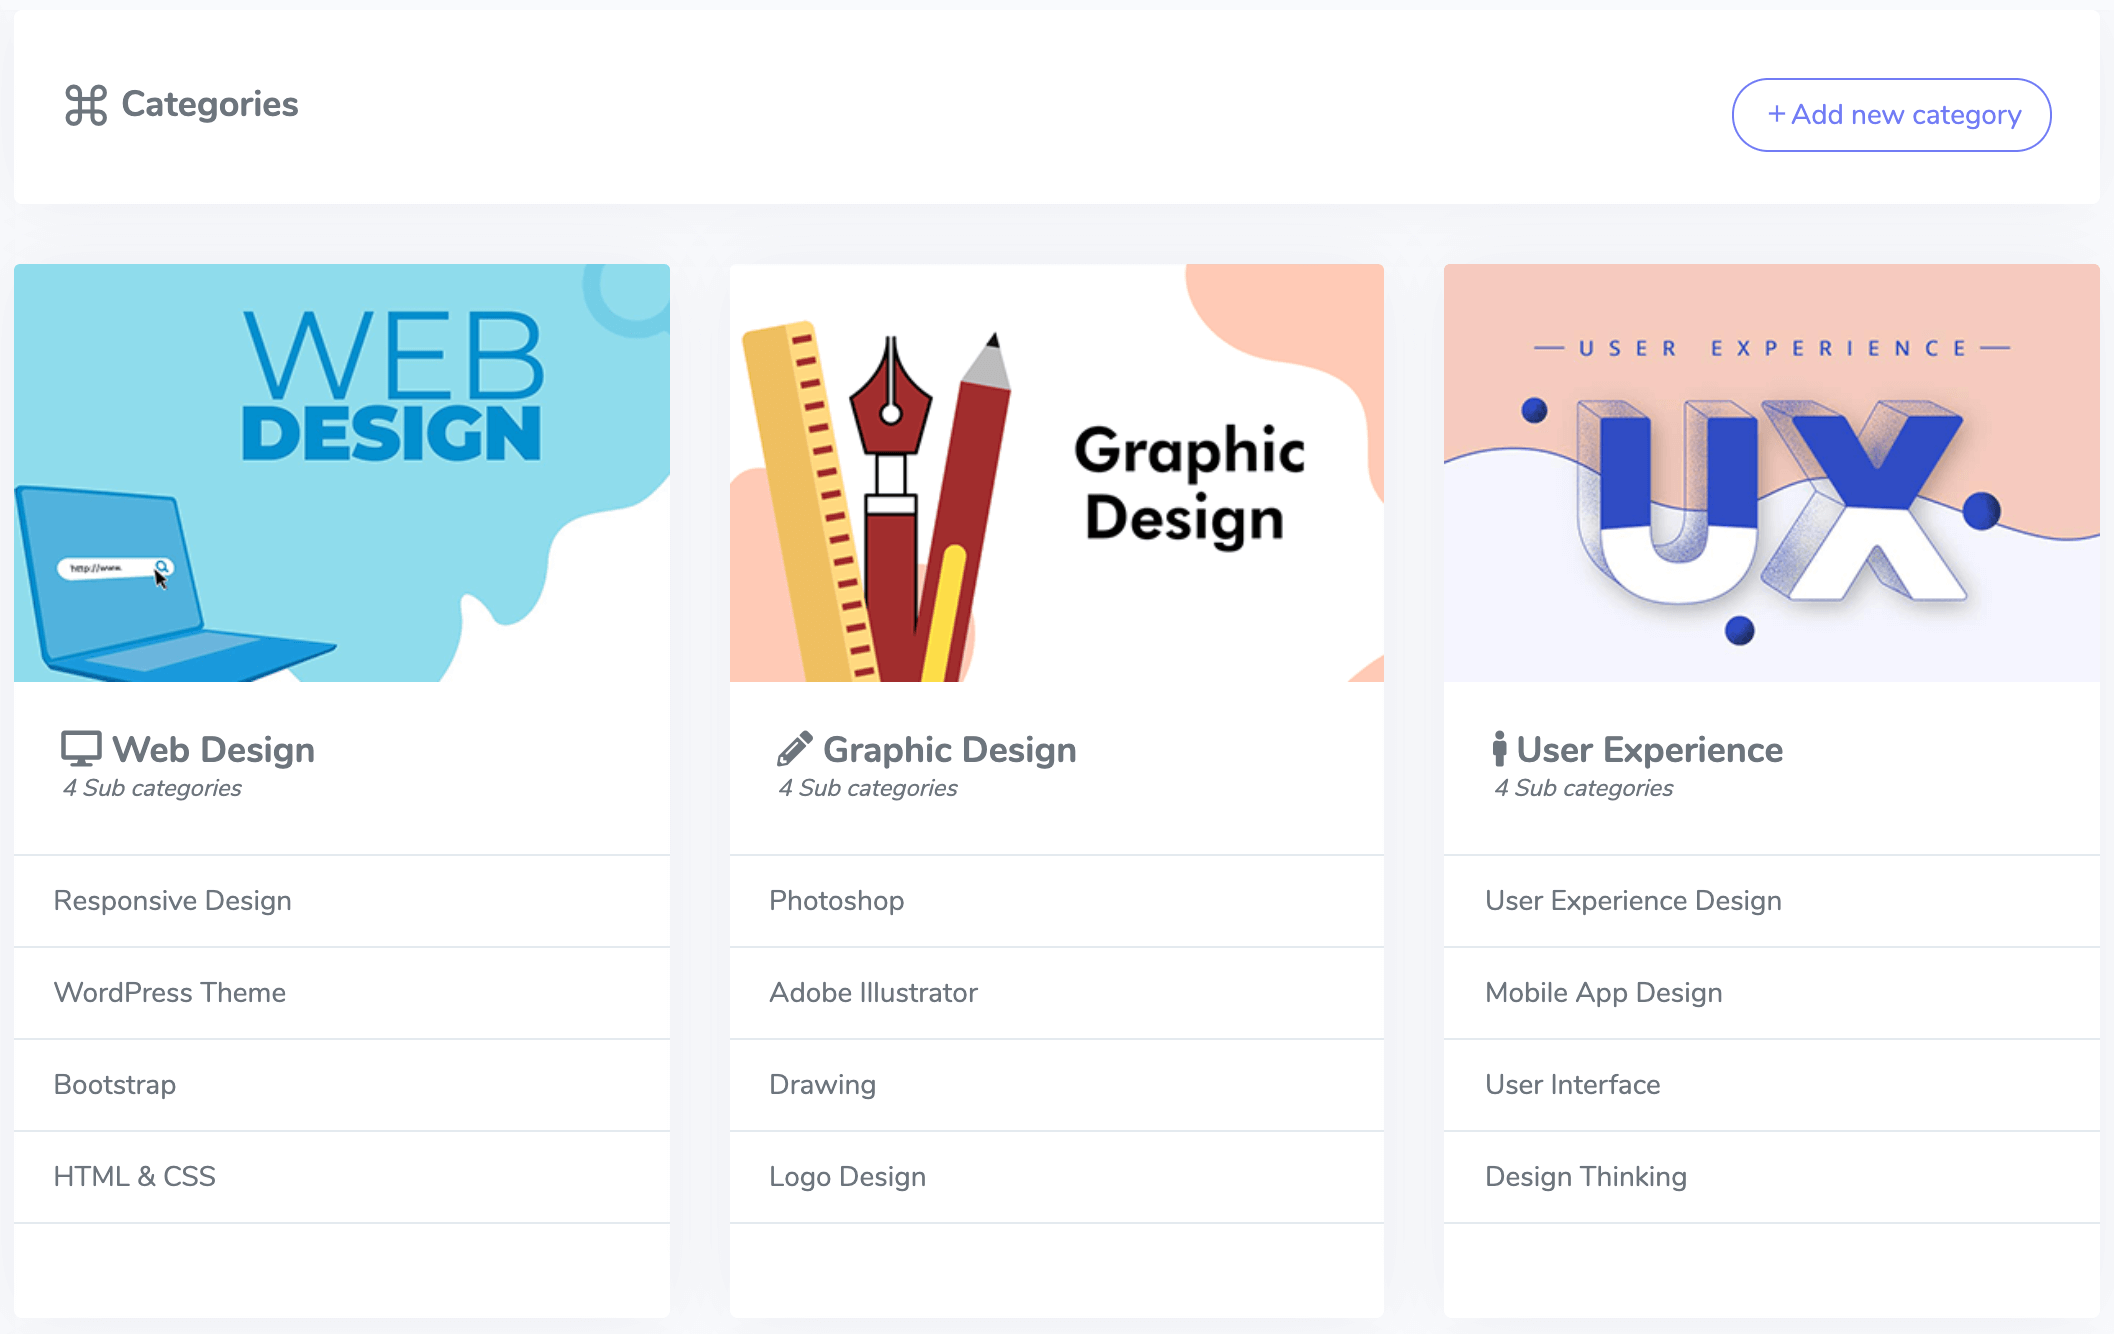 Categories
+ Add new category
WEB
DESIGN
http://www.
Graphic
Design
USER EXPERIENCE
UX
Web Design
4 Sub categories
Graphic Design
4 Sub categories
User Experience
4 Sub categories
Responsive Design
WordPress Theme
Bootstrap
HTML & CSS
Photoshop
Adobe Illustrator
Drawing
Logo Design
User Experience Design
Mobile App Design
User Interface
Design Thinking